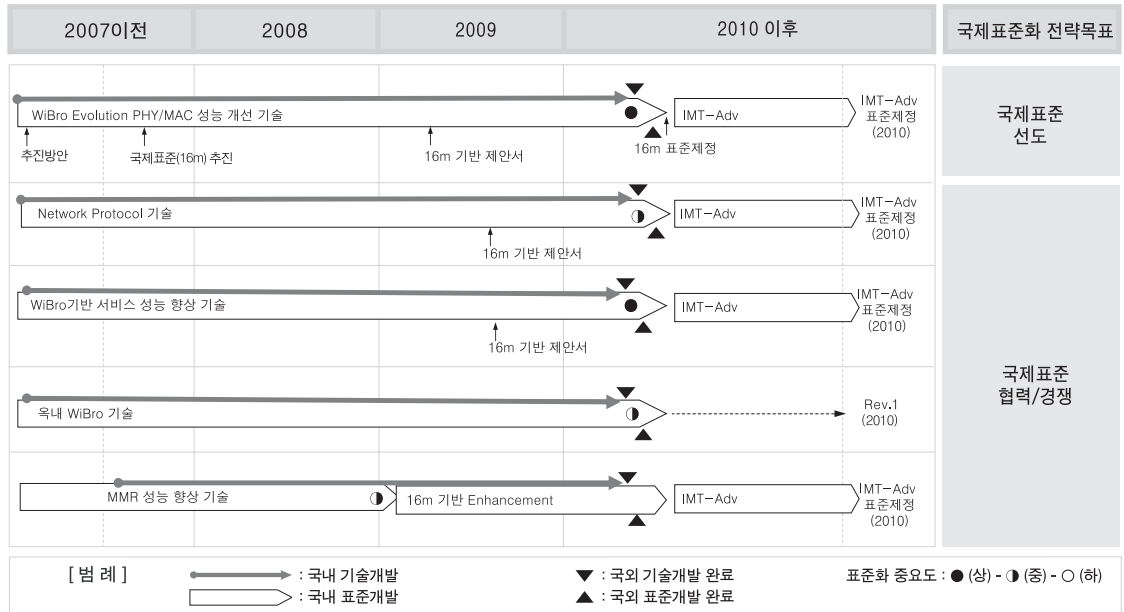 2007이전
2008
2009
2010 이후
국제표준화 전략목표
WiBro Evolution PHY/MAC 성능 개선 기술
IMT-Adv
IMT-Adv
표준제정
(2010)
추진방안
국제표준(16m) 추진
16m 기반 제안서
16m 표준제정
국제표준
선도
Network Protocol 기술
IMT-Adv
IMT-Adv
표준제정
(2010)
16m 기반 제안서
WiBro기반 서비스 성능 향상 기술
IMT-Adv
IMT-Adv
표준제정
(2010)
16m 기반 제안서
국제표준
협력/경쟁
옥내 WiBro 기술
Rev.1
(2010)
MMR 성능 향상 기술
16m 기반 Enhancement
IMT-Adv
IMT-Adv
표준제정
(2010)
[ 범 례 ]
: 국내 기술개발
: 국내 표준개발
▼ : 국외 기술개발 완료
▲ : 국외 표준개발 완료
표준화 중요도 : ● (상) - ◑ (중) - ○ (하)